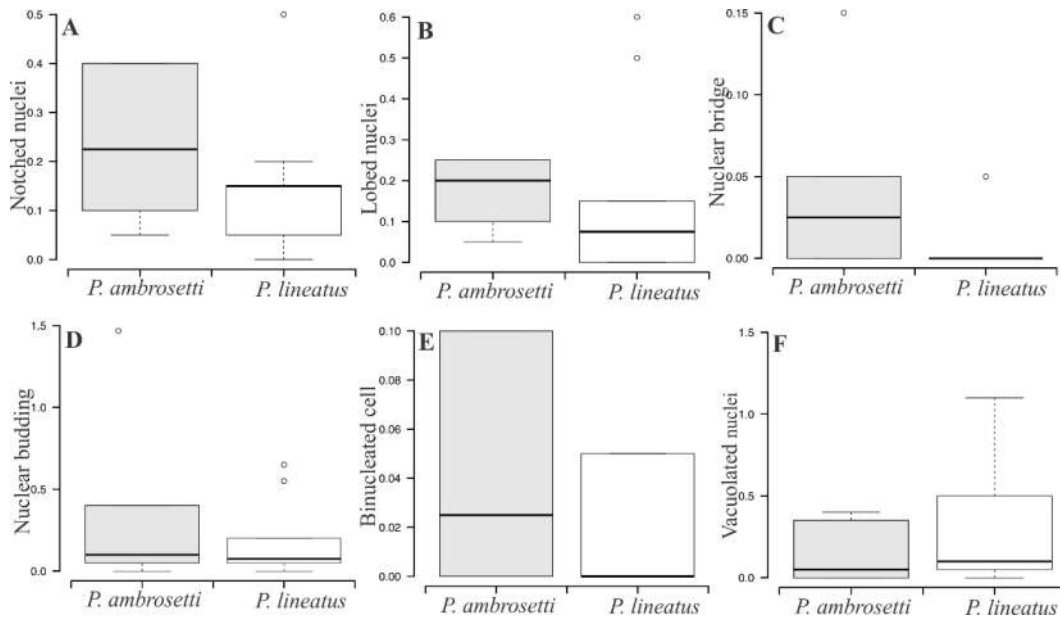 A
Notched nuclei
0.5
0.4
0.3
0.2
0.1
0.0
P. ambrosetti P. lineatus
B
Lobed nuclei
0.6
0.5
0.4
0.3
0.2
0.1
0.0
P. ambrosetti P. lineatus
C
Nuclear bridge
0.15
0.10
0.05
0.00
P. ambrosetti P. lineatus
D
Nuclear budding
1.5
1.0
0.5
0.0
P. ambrosetti P. lineatus
E
Binucleated cell
0.10
0.08
0.06
0.04
0.02
0.00
P. ambrosetti P. lineatus
F
Vacuolated nuclei
1.5
1.0
0.5
0.0
P. ambrosetti P. lineatus